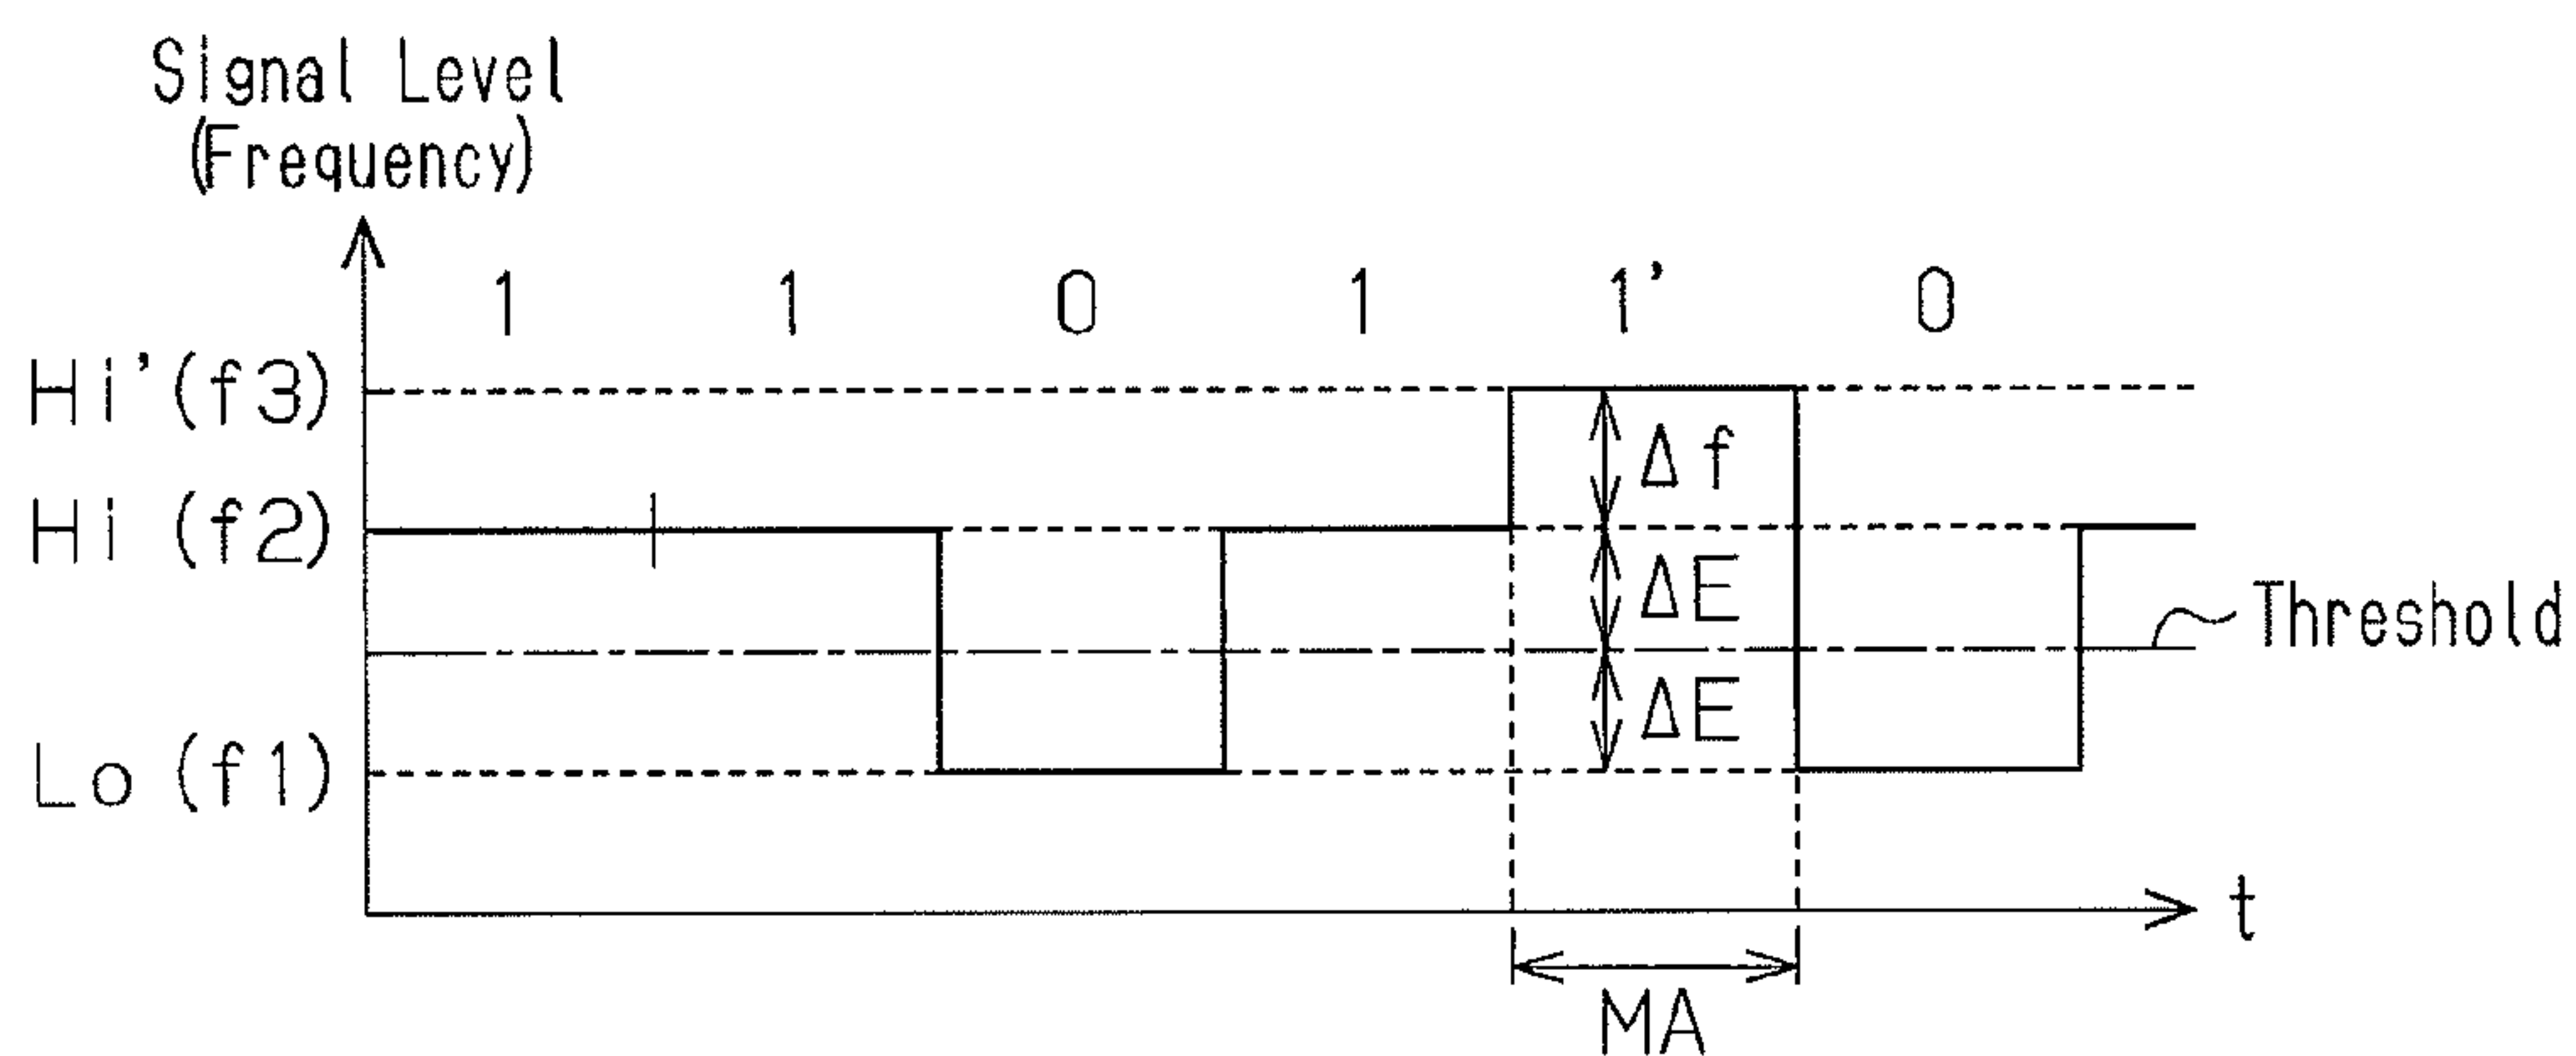 Signal Level
(Frequency)
1 1 0 1 1' 0
Hi'(f3)
Δf
Hi (f2)
ΔE
Threshold
ΔE
Lo (f1)
t
MA